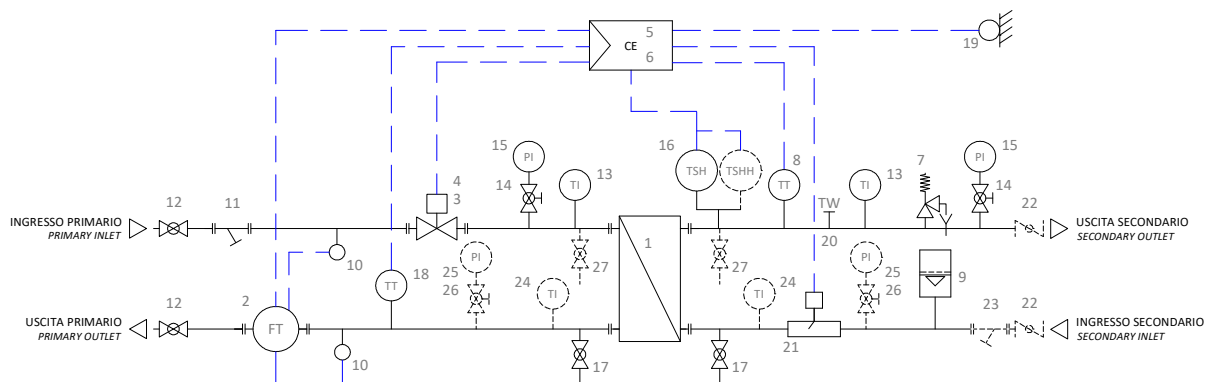 5
CE
6
19
16
TSH
TSHH
8
TT
15
PI
14
13
TI
4
3
7
15
PI
14
13
TI
12
11
22
INGRESSO PRIMARIO
PRIMARY INLET
USCITA SECONDARIO
SECONDARY OUTLET
TW
20
1
10
18
TT
25
PI
26
27
27
24
TI
24
TI
25
PI
26
9
12
2
FT
23
22
USCITA PRIMARIO
PRIMARY OUTLET
INGRESSO SECONDARIO
SECONDARY INLET
21
10
17
17